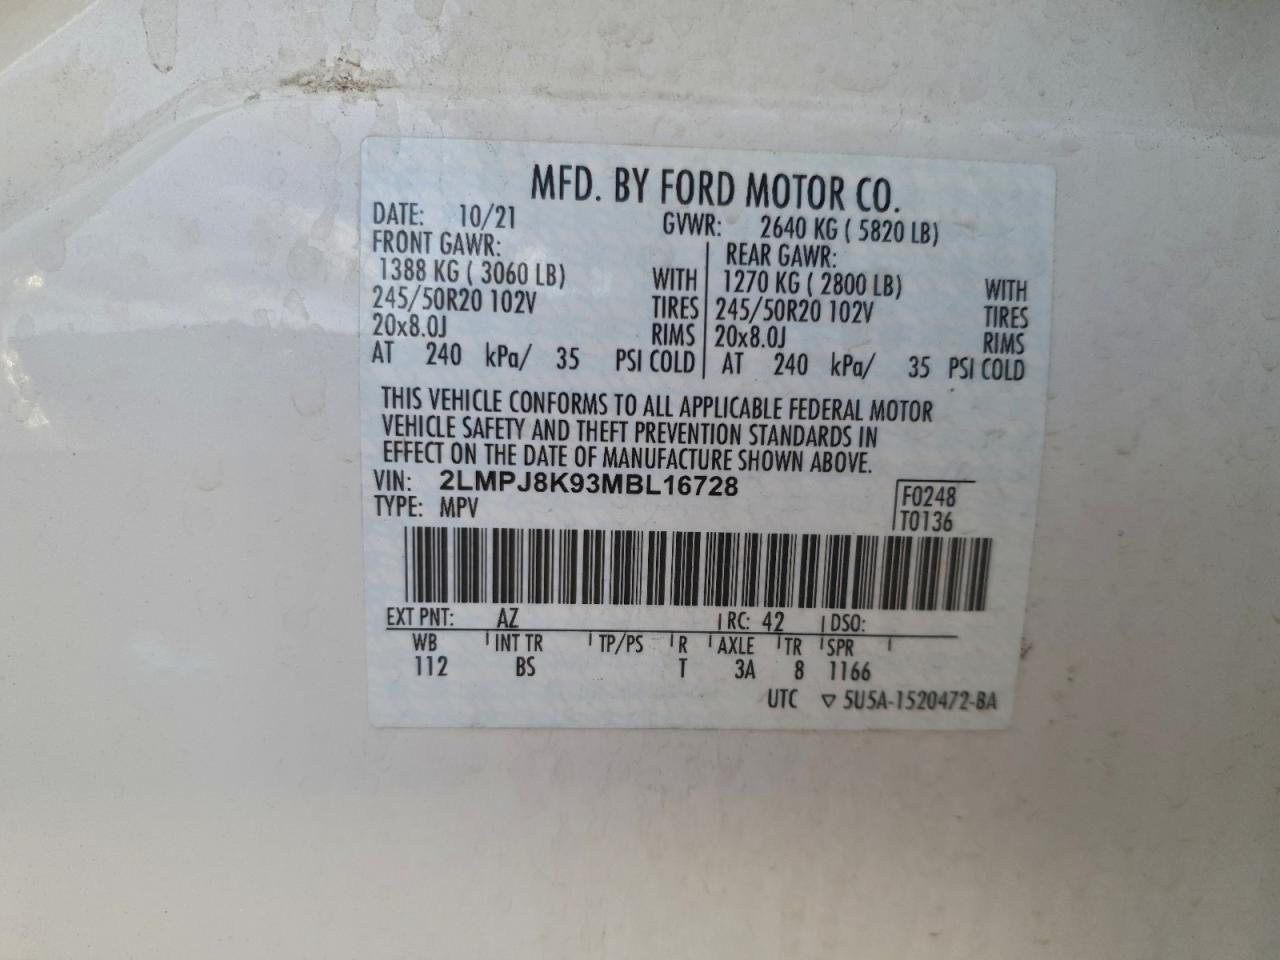 MFD. BY FORD MOTOR CO.
DATE: 10/21 GVWR: 2640 KG ( 5820 LB)
FRONT GAWR: REAR GAWR:
1388 KG ( 3060 LB) WITH 1270 KG ( 2800 LB) WITH
245/50R20 102V TIRES 245/50R20 102V TIRES
20x8.0J RIMS 20x8.0J RIMS
AT 240 kPa/ 35 PSI COLD AT 240 kPa/ 35 PSI COLD
THIS VEHICLE CONFORMS TO ALL APPLICABLE FEDERAL MOTOR
VEHICLE SAFETY AND THEFT PREVENTION STANDARDS IN
EFFECT ON THE DATE OF MANUFACTURE SHOWN ABOVE.
VIN: 2LMPJ8K93MBL16728
TYPE: MPV
F0248
T0136
EXT PNT: AZ RC: 42 DSO:
WB INT TR TP/PS R AXLE TR SPR
112 BS T 3A 8 1166
UTC ▽ 5U5A-1520472-BA